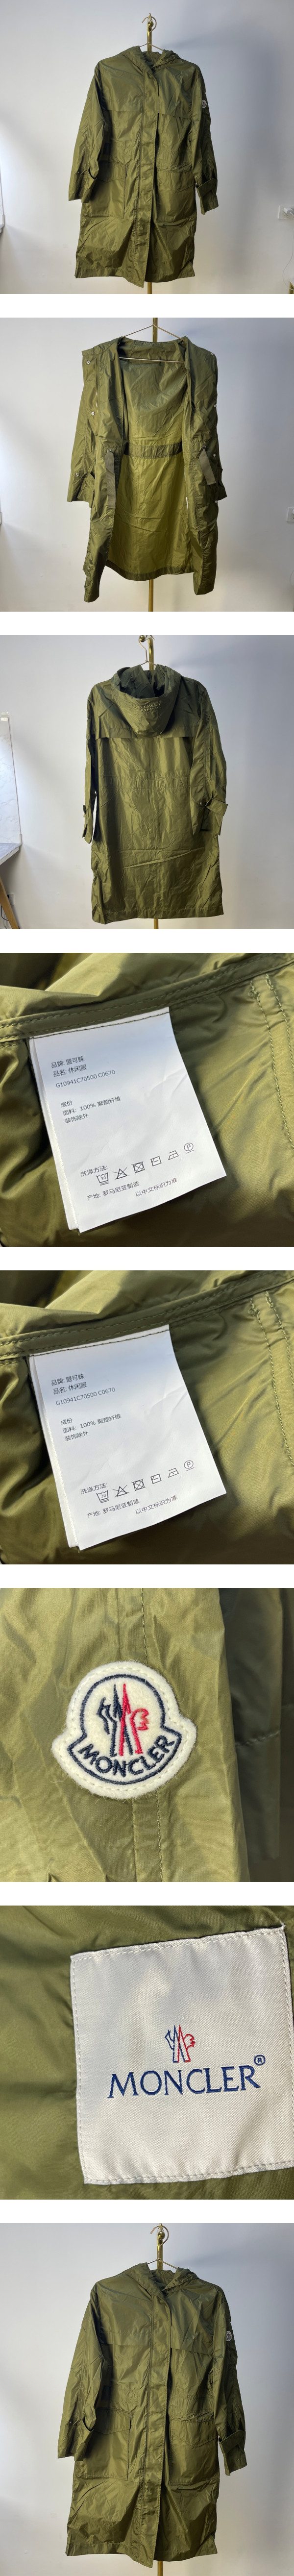 品牌: 盟可睐
品名: 休闲服
G10941C70500 C0670
成份
面料: 100% 聚酯纤维
装饰除外
洗涤方法:
产地: 罗马尼亚制造
以中文标识为准
品牌: 盟可睐
品名: 休闲服
G10941C70500 C0670
成份
面料: 100% 聚酯纤维
装饰除外
洗涤方法:
产地: 罗马尼亚制造
以中文标识为准
MONCLER
MONCLER®